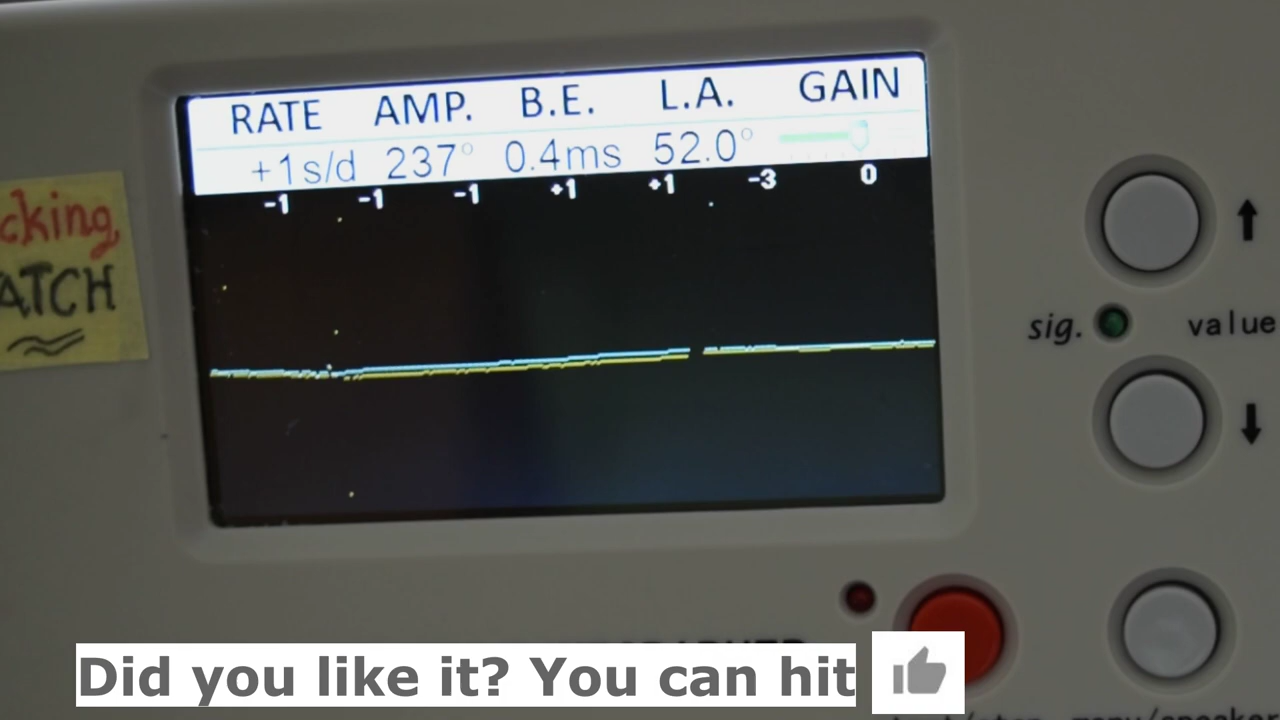 RATE AMP. B.E. L.A. GAIN
+1s/d 237° 0.4ms 52.0°
-1 -1 -1 +1 +1 -3 0
cking
ATCH
sig. value
Did you like it? You can hit